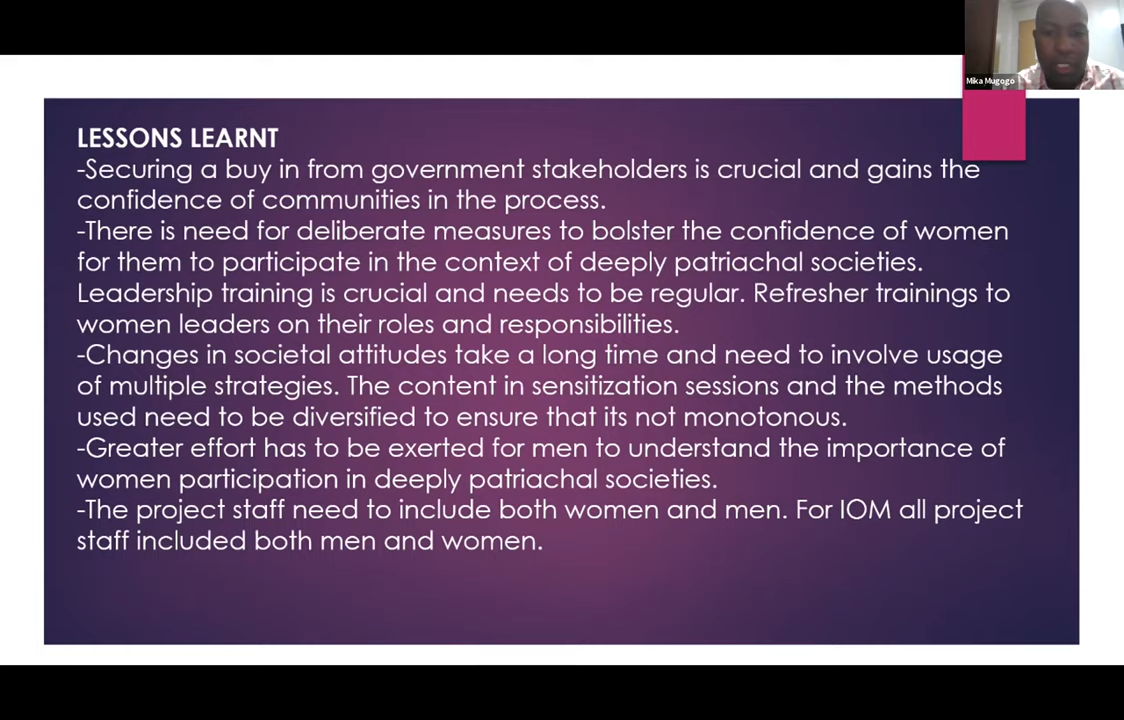 Mika Mugogo
LESSONS LEARNT
-Securing a buy in from government stakeholders is crucial and gains the
confidence of communities in the process.
-There is need for deliberate measures to bolster the confidence of women
for them to participate in the context of deeply patriachal societies.
Leadership training is crucial and needs to be regular. Refresher trainings to
women leaders on their roles and responsibilities.
-Changes in societal attitudes take a long time and need to involve usage
of multiple strategies. The content in sensitization sessions and the methods
used need to be diversified to ensure that its not monotonous.
-Greater effort has to be exerted for men to understand the importance of
women participation in deeply patriachal societies.
-The project staff need to include both women and men. For IOM all project
staff included both men and women.